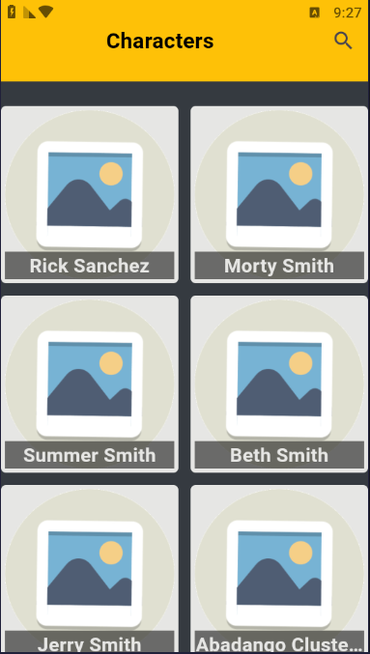 9:27
Characters
Rick Sanchez
Morty Smith
Summer Smith
Beth Smith
Jerry Smith
Abadango Cluste...